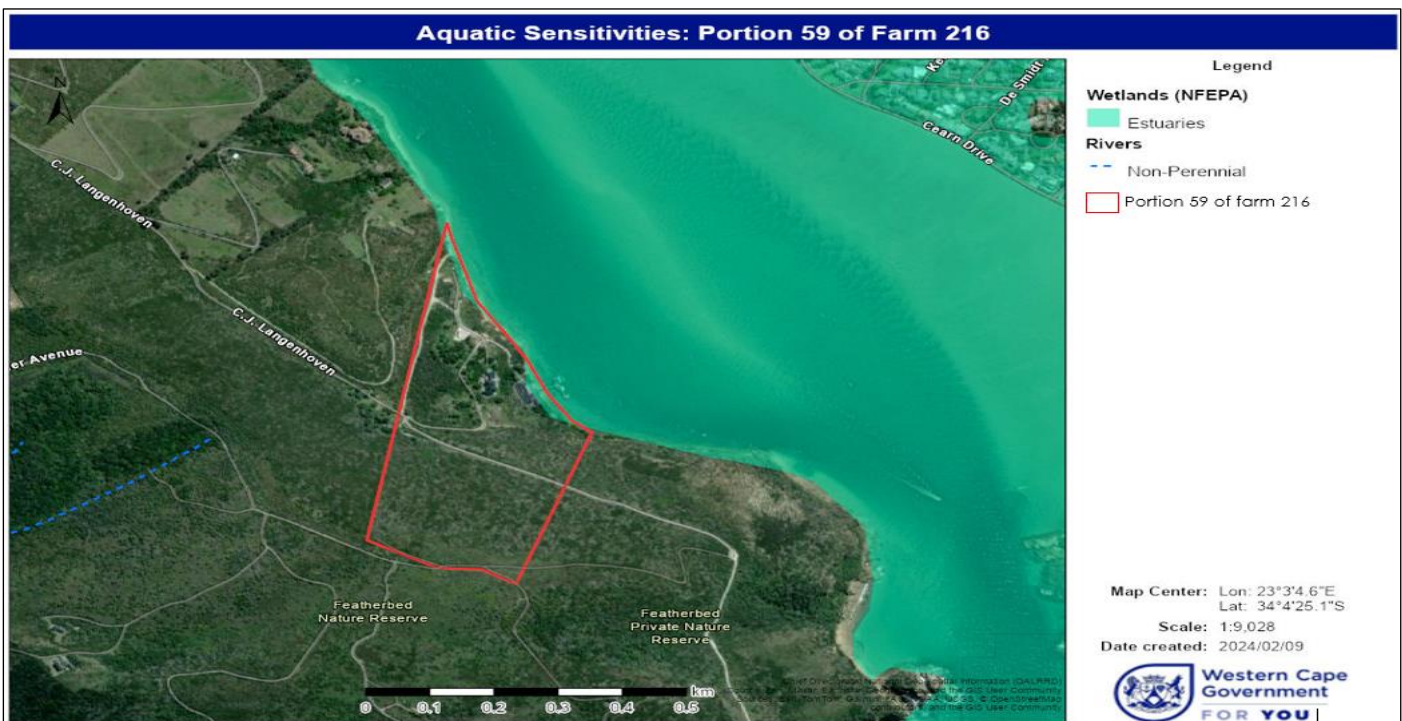 Aquatic Sensitivities: Portion 59 of Farm 216
N
C.J. Langenhoven
C.J. Langenhoven
er Avenue
Ke
De Smidt
Cearn Drive
Featherbed
Nature Reserve
Featherbed
Private Nature
Reserve
km
0 0.1 0.2 0.3 0.4 0.5
Legend
Wetlands (NFEPA)
Estuaries
Rivers
Non-Perennial
Portion 59 of farm 216
Map Center: Lon: 23°3'4.6"E
Lat: 34°4'25.1"S
Scale: 1:9,028
Date created: 2024/02/09
Western Cape
Government
FOR YOU